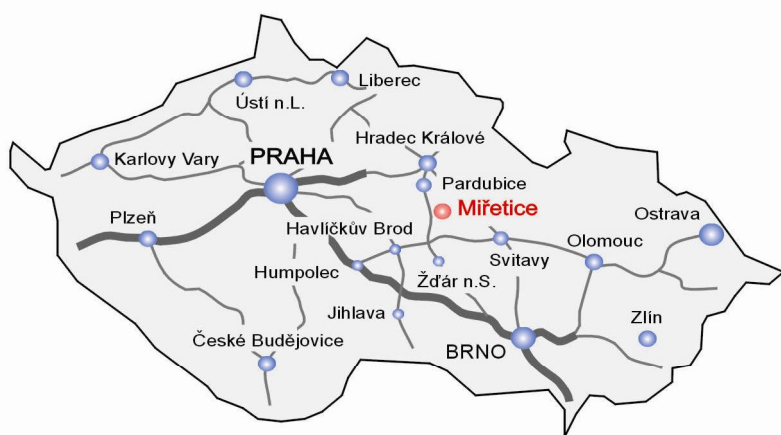 Liberec
Ústí n.L.
Hradec Králové
Karlovy Vary
PRAHA
Pardubice
Miřetice
Plzeň
Ostrava
Havlíčkův Brod
Olomouc
Svitavy
Humpolec
Žďár n.S.
Jihlava
Zlín
České Budějovice
BRNO